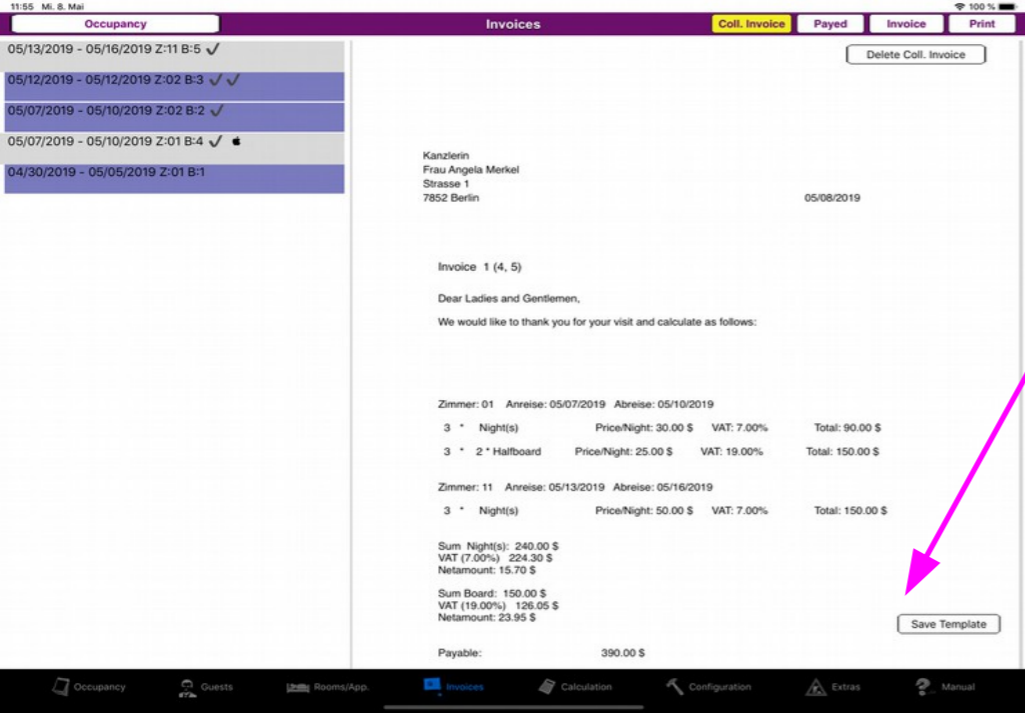 11:55 Mi. 8. Mai
100 %
Occupancy
Invoices
Coll. Invoice
Payed
Invoice
Print
05/13/2019 - 05/16/2019 Z:11 B:5 ✓
05/12/2019 - 05/12/2019 Z:02 B:3 ✓ ✓
05/07/2019 - 05/10/2019 Z:02 B:2 ✓
05/07/2019 - 05/10/2019 Z:01 B:4 ✓
04/30/2019 - 05/05/2019 Z:01 B:1
Delete Coll. Invoice
Kanzlerin
Frau Angela Merkel
Strasse 1
7852 Berlin 05/08/2019
Invoice 1 (4, 5)
Dear Ladies and Gentlemen,
We would like to thank you for your visit and calculate as follows:
Zimmer: 01 Anreise: 05/07/2019 Abreise: 05/10/2019
3 * Night(s) Price/Night: 30.00 $ VAT: 7.00% Total: 90.00 $
3 * 2 * Halfboard Price/Night: 25.00 $ VAT: 19.00% Total: 150.00 $
Zimmer: 11 Anreise: 05/13/2019 Abreise: 05/16/2019
3 * Night(s) Price/Night: 50.00 $ VAT: 7.00% Total: 150.00 $
Sum Night(s): 240.00 $
VAT (7.00%) 224.30 $
Netamount: 15.70 $
Sum Board: 150.00 $
VAT (19.00%) 126.05 $
Netamount: 23.95 $
Save Template
Payable: 390.00 $
Occupancy
Guests
Rooms/App.
Invoices
Calculation
Configuration
Extras
Manual